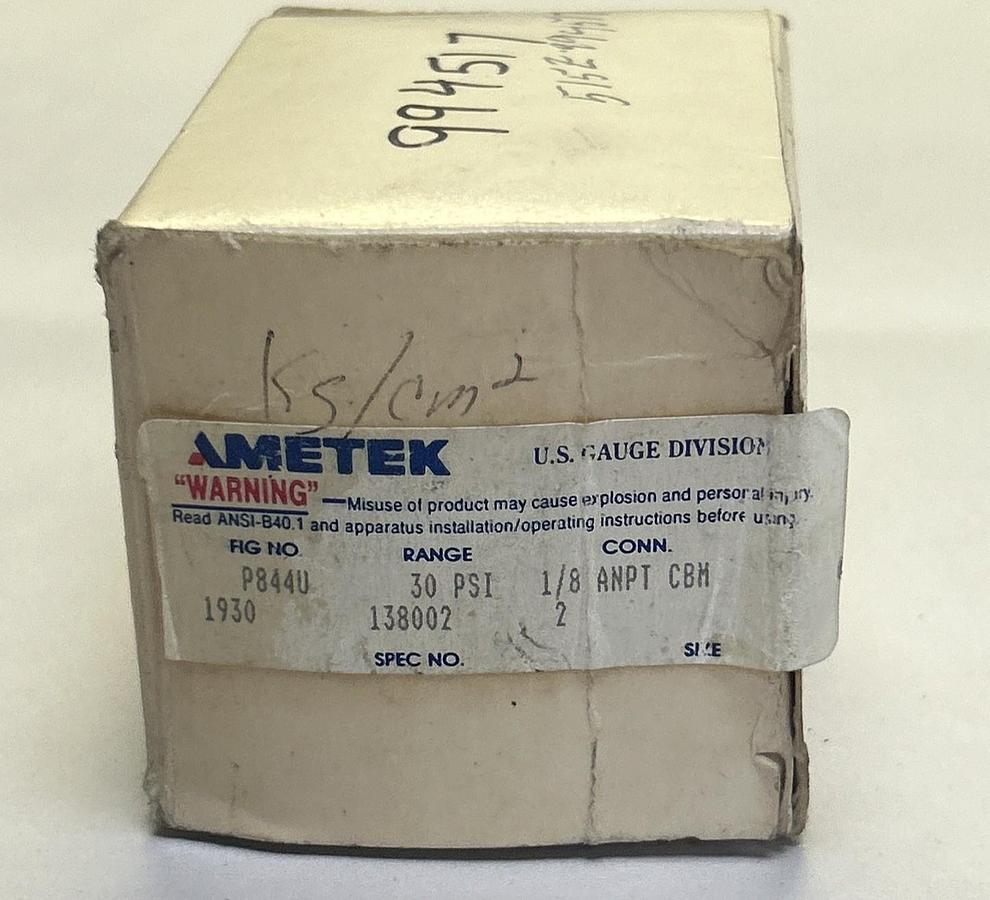 994517
Kg/cm²
AMETEK U.S. GAUGE DIVISION
"WARNING"—Misuse of product may cause explosion and personal injury.
Read ANSI-B40.1 and apparatus installation/operating instructions before using.
FIG NO RANGE CONN.
P844U 30 PSI 1/8 ANPT CBM
1930 138002 2
SPEC NO. SIZE